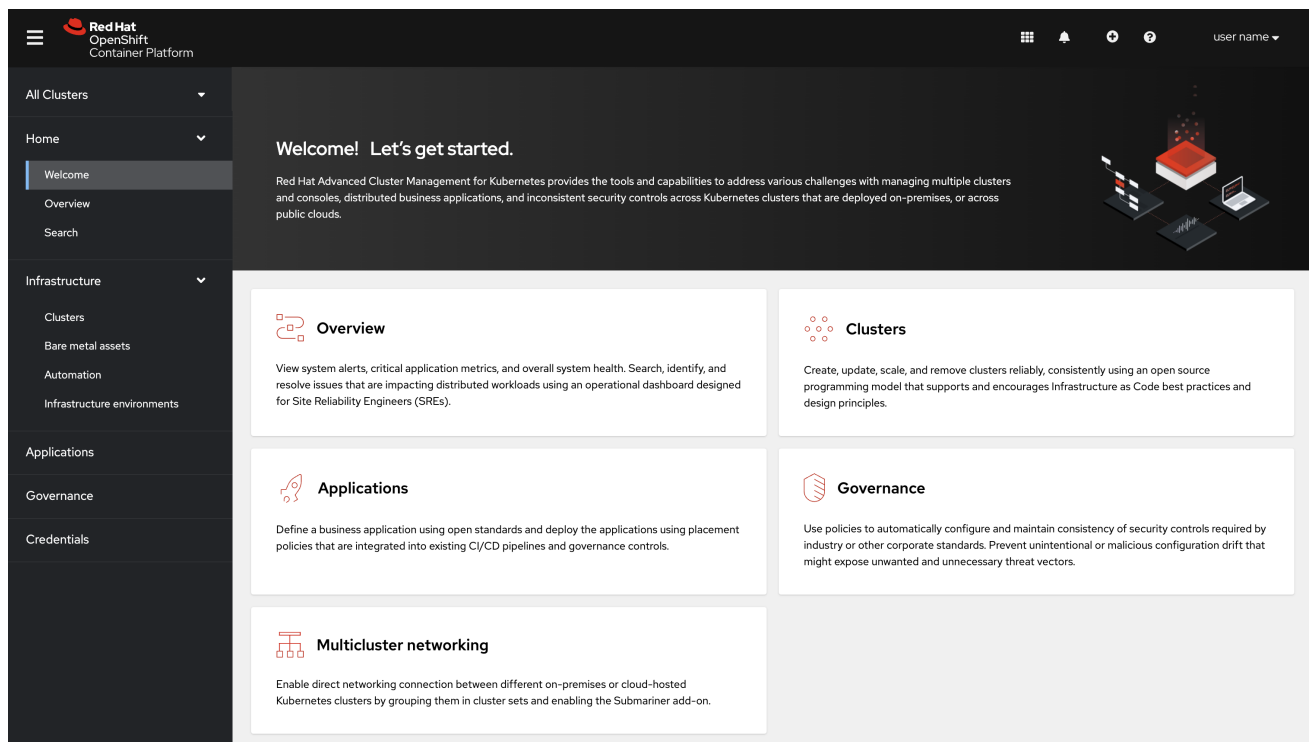 Red Hat
OpenShift
Container Platform
user name
All Clusters
Home
Welcome
Overview
Search
Infrastructure
Clusters
Bare metal assets
Automation
Infrastructure environments
Applications
Governance
Credentials
Welcome! Let's get started.
Red Hat Advanced Cluster Management for Kubernetes provides the tools and capabilities to address various challenges with managing multiple clusters
and consoles, distributed business applications, and inconsistent security controls across Kubernetes clusters that are deployed on-premises, or across
public clouds.
Overview
View system alerts, critical application metrics, and overall system health. Search, identify, and
resolve issues that are impacting distributed workloads using an operational dashboard designed
for Site Reliability Engineers (SREs).
Clusters
Create, update, scale, and remove clusters reliably, consistently using an open source
programming model that supports and encourages Infrastructure as Code best practices and
design principles.
Applications
Define a business application using open standards and deploy the applications using placement
policies that are integrated into existing CI/CD pipelines and governance controls.
Governance
Use policies to automatically configure and maintain consistency of security controls required by
industry or other corporate standards. Prevent unintentional or malicious configuration drift that
might expose unwanted and unnecessary threat vectors.
Multicluster networking
Enable direct networking connection between different on-premises or cloud-hosted
Kubernetes clusters by grouping them in cluster sets and enabling the Submariner add-on.